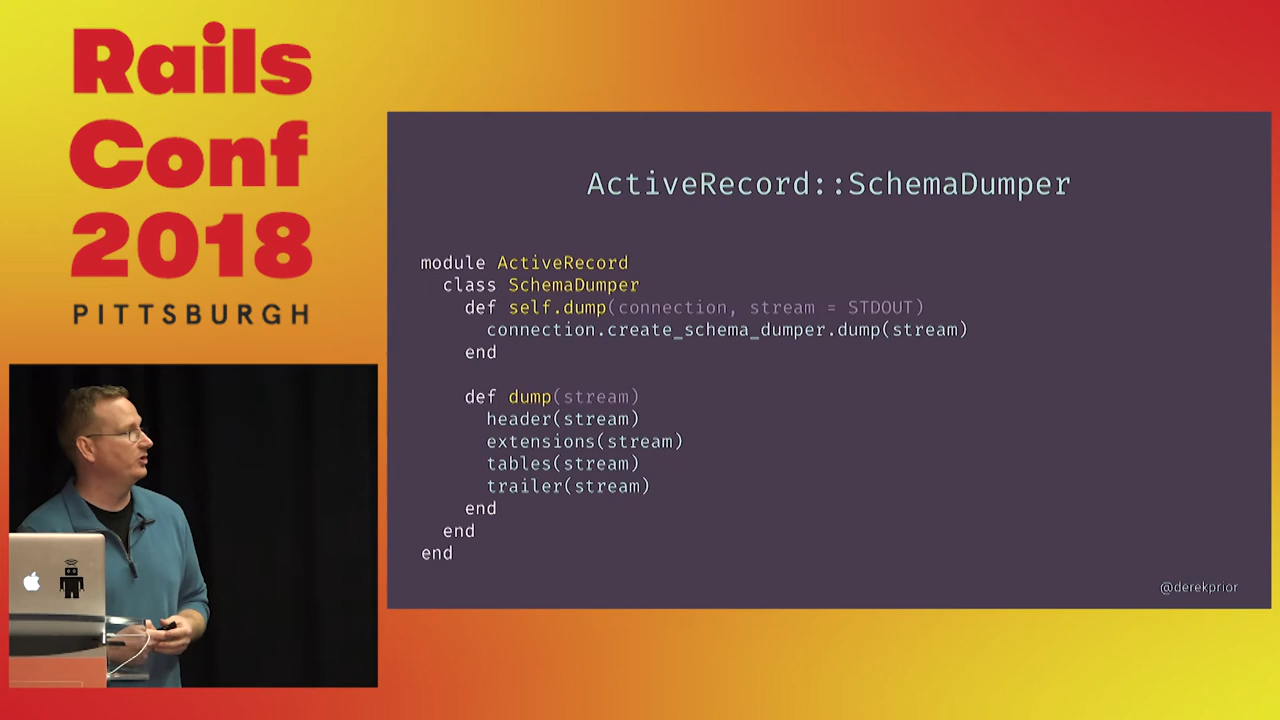 Rails
Conf
2018
PITTSBURGH
ActiveRecord::SchemaDumper
module ActiveRecord
  class SchemaDumper
    def self.dump(connection, stream = STDOUT)
      connection.create_schema_dumper.dump(stream)
    end

    def dump(stream)
      header(stream)
      extensions(stream)
      tables(stream)
      trailer(stream)
    end
  end
end
@derekprior